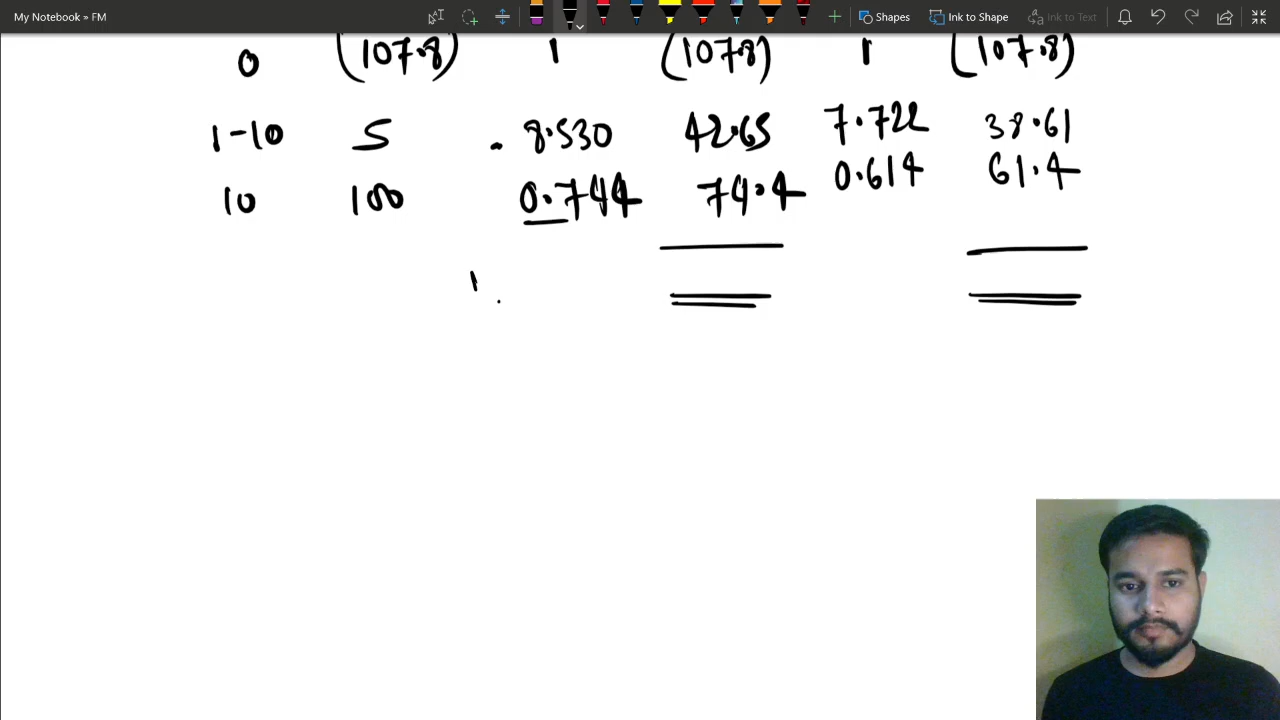 My Notebook » FM
Shapes
Ink to Shape
Ink to Text
0 (107.8) 1 (107.8) 1 (107.8)
1-10 5 8.530 42.65 7.722 38.61
10 100 0.744 74.4 0.614 61.4
1